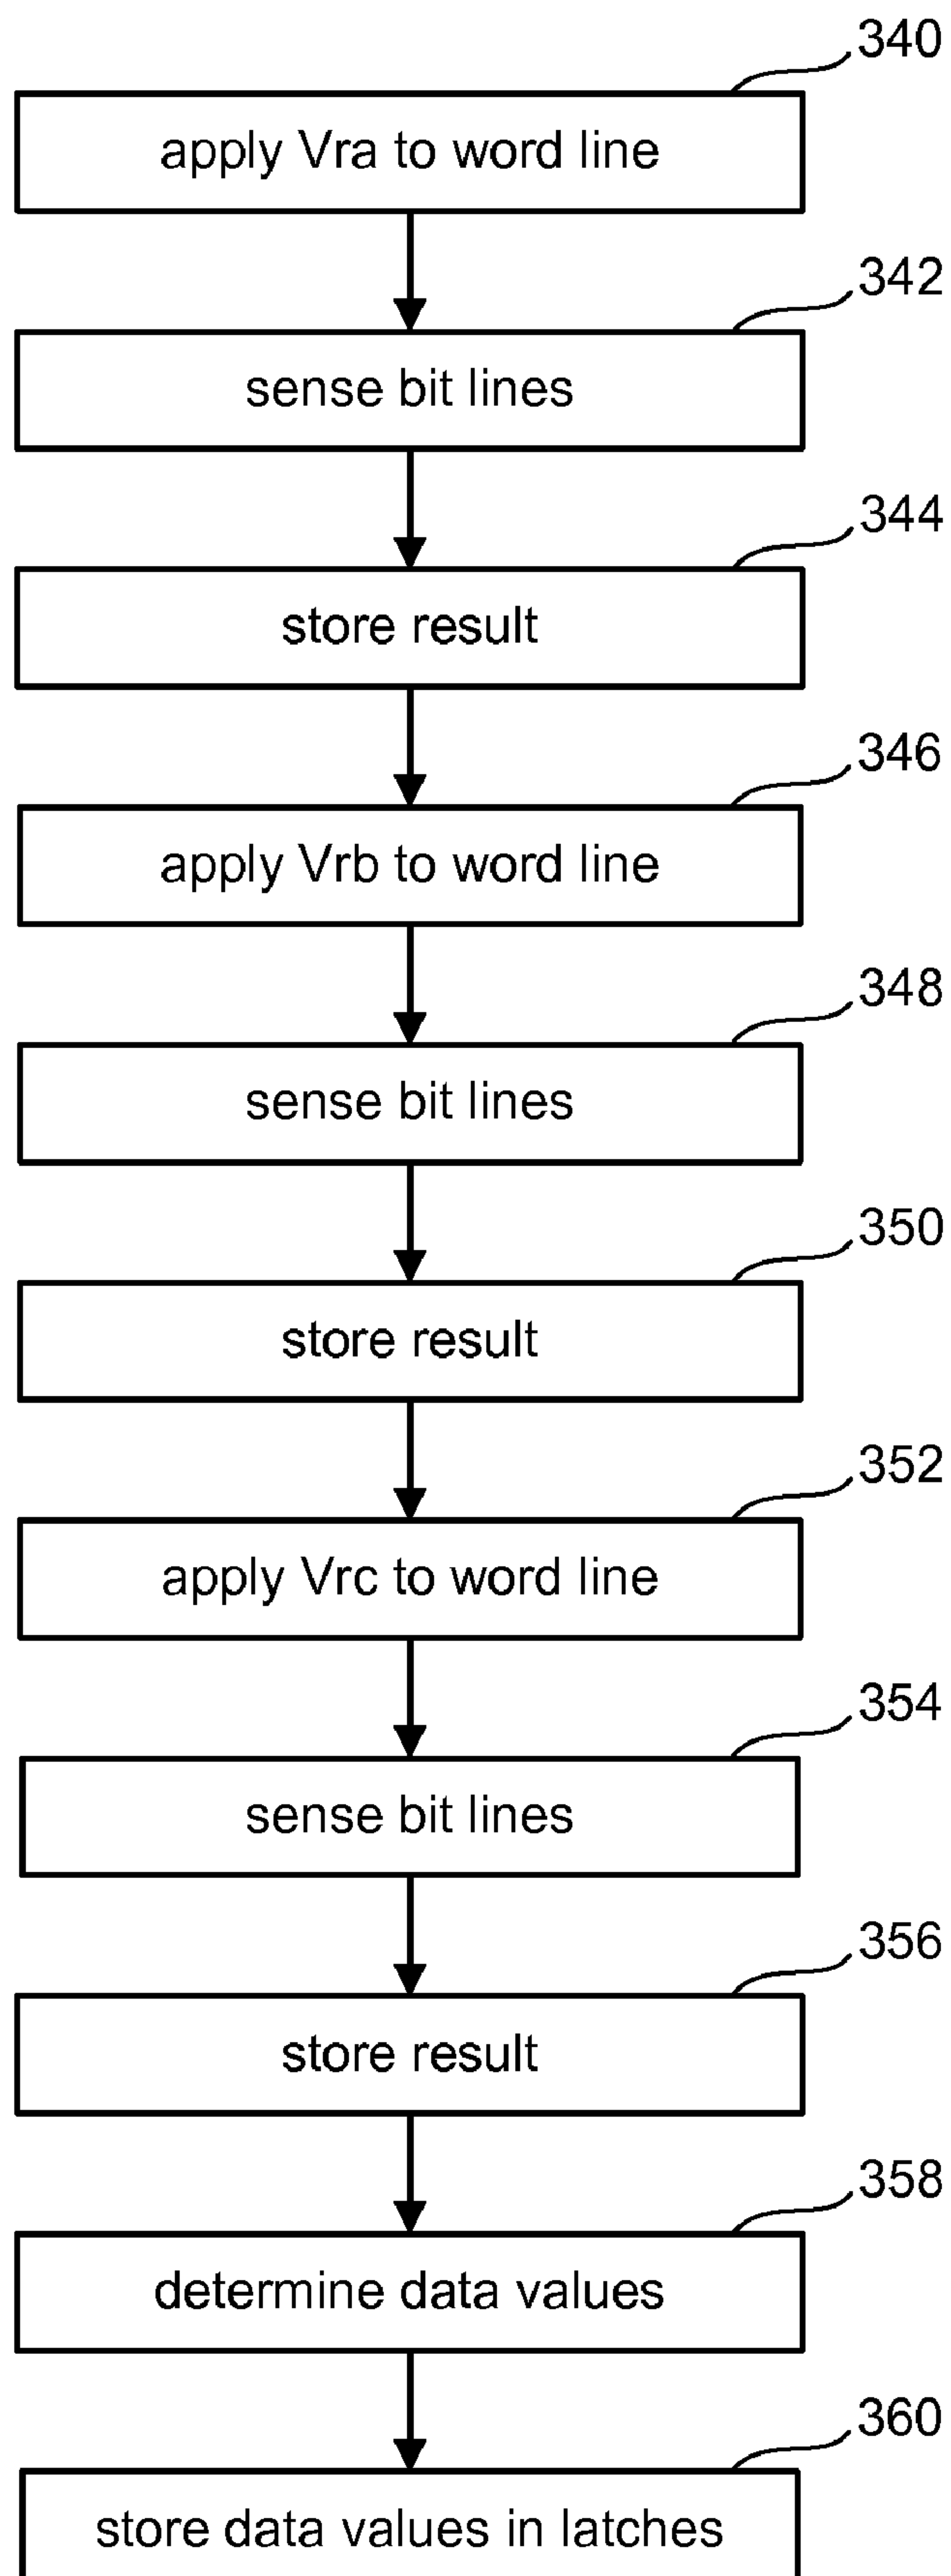 340
apply Vra to word line
342
sense bit lines
344
store result
346
apply Vrb to word line
348
sense bit lines
350
store result
352
apply Vrc to word line
354
sense bit lines
356
store result
358
determine data values
360
store data values in latches